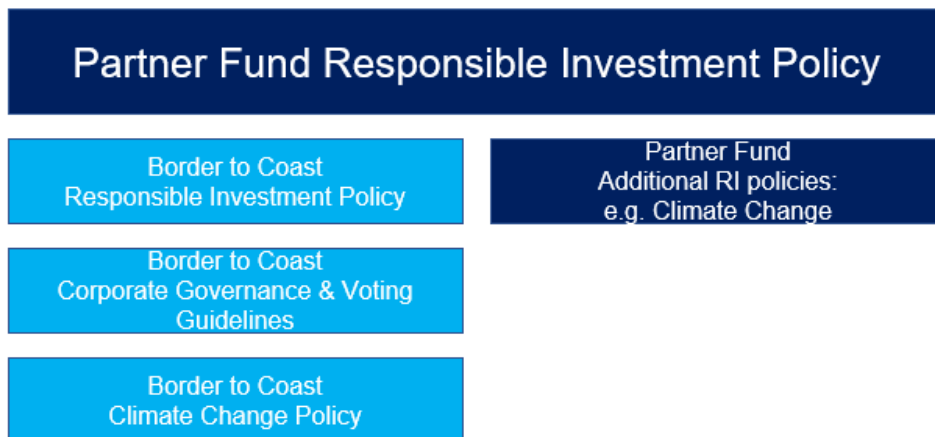 Partner Fund Responsible Investment Policy
Border to Coast
Responsible Investment Policy
Partner Fund
Additional RI policies:
e.g. Climate Change
Border to Coast
Corporate Governance & Voting
Guidelines
Border to Coast
Climate Change Policy